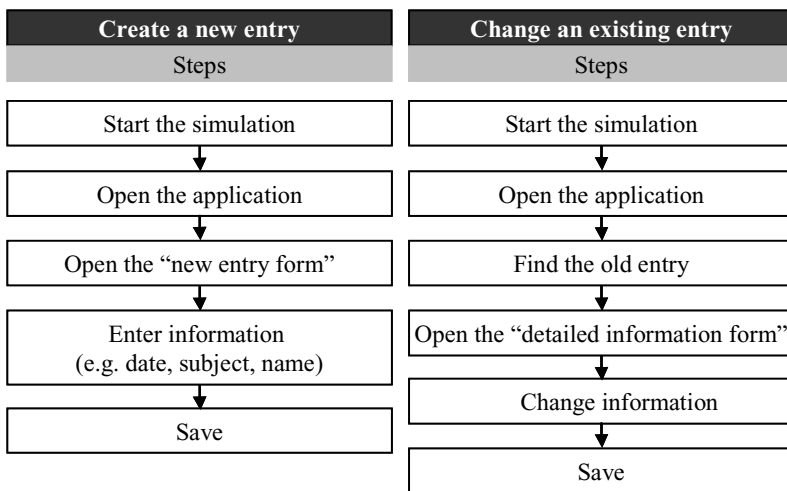 Create a new entry
Steps
Start the simulation
Open the application
Open the “new entry form”
Enter information
(e.g. date, subject, name)
Save
Change an existing entry
Steps
Start the simulation
Open the application
Find the old entry
Open the “detailed information form”
Change information
Save